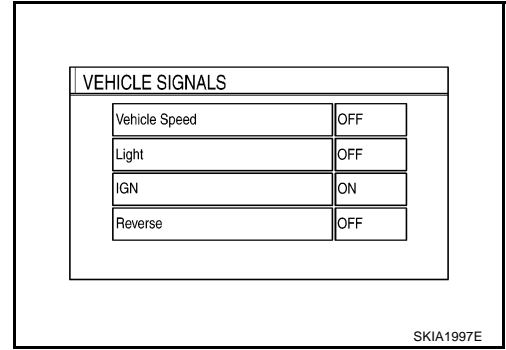 VEHICLE SIGNALS
Vehicle Speed OFF
Light OFF
IGN ON
Reverse OFF
SKIA1997E